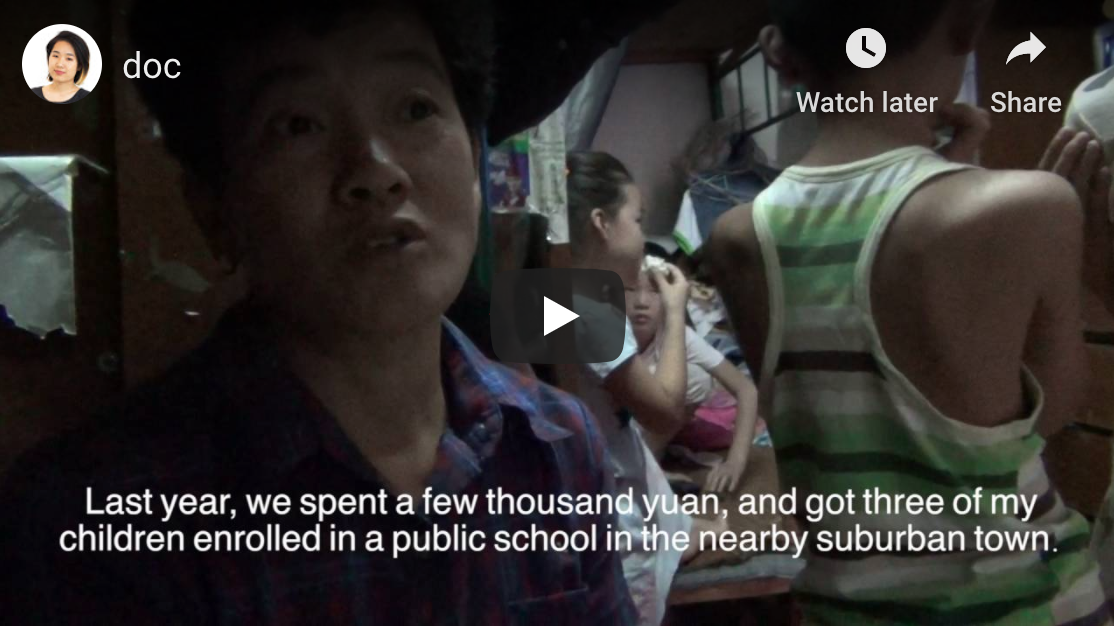 doc
Watch later
Share
Last year, we spent a few thousand yuan, and got three of my
children enrolled in a public school in the nearby suburban town.